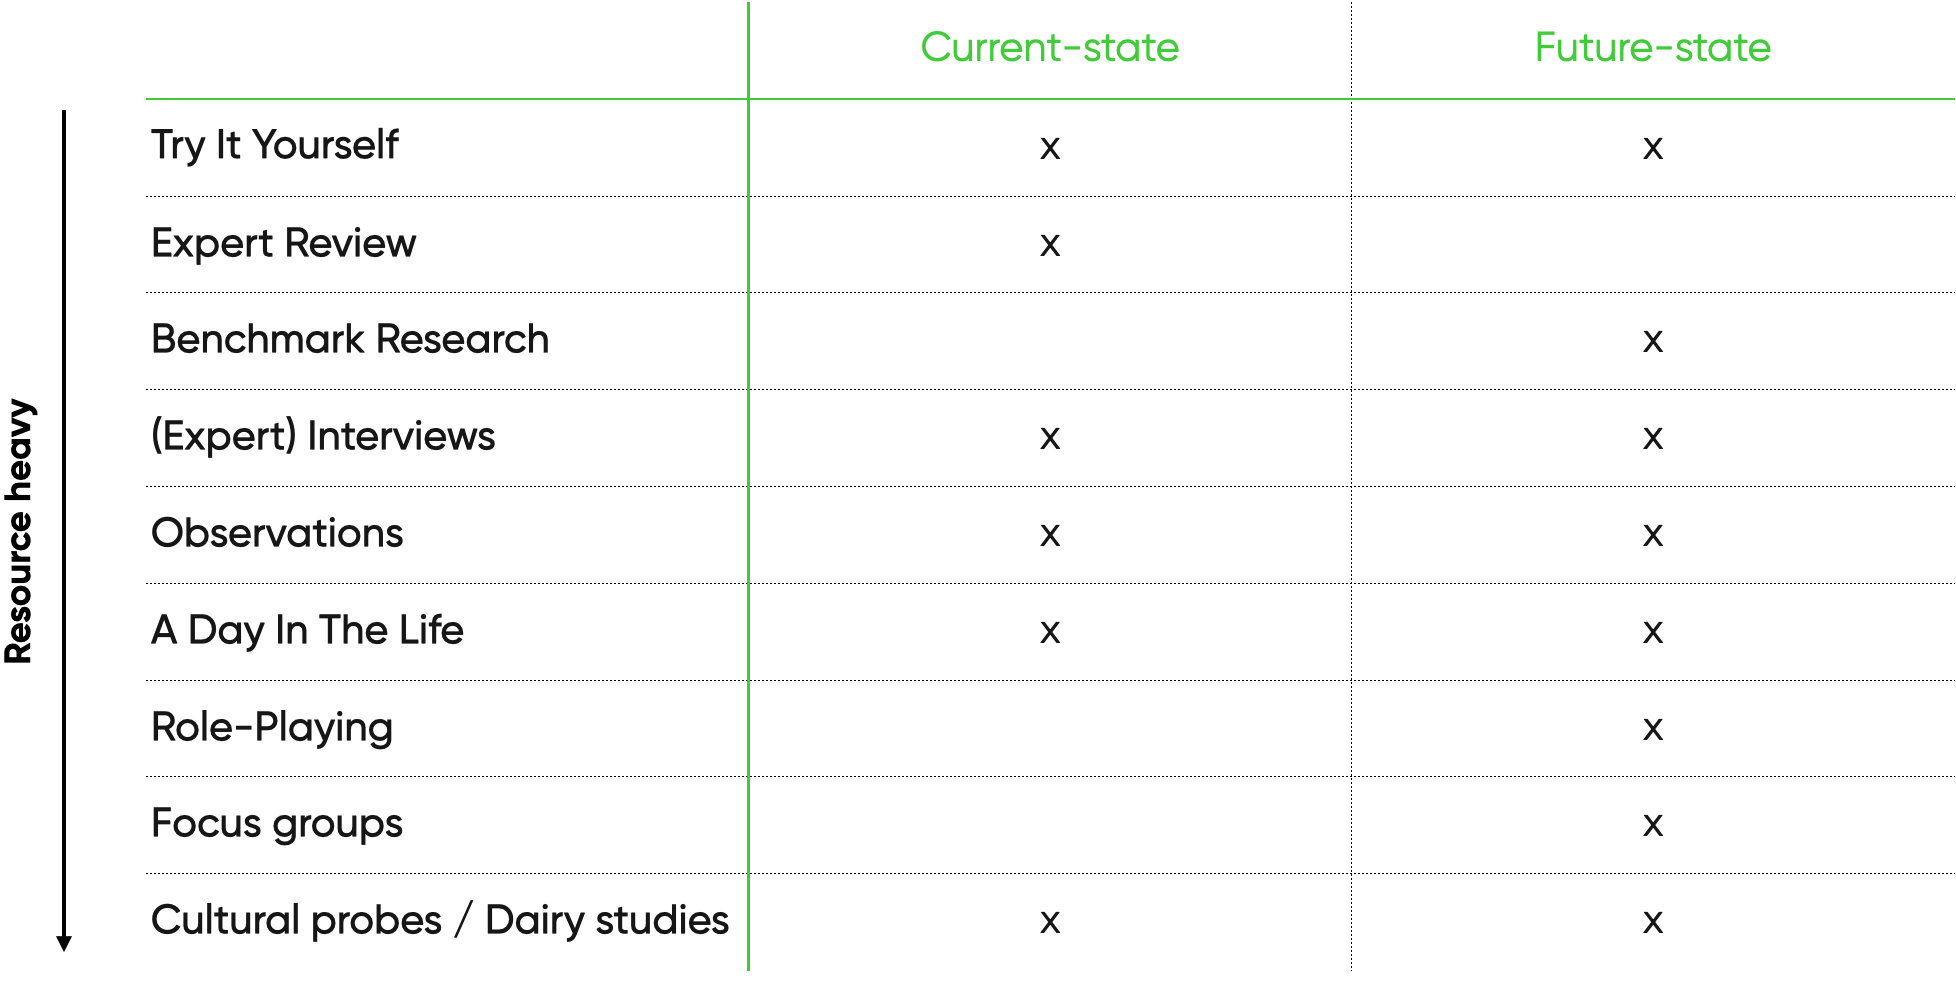 Current-state Future-state
Try It Yourself x x
Expert Review x
Benchmark Research x
(Expert) Interviews x x
Observations x x
A Day In The Life x x
Role-Playing x
Focus groups x
Cultural probes / Dairy studies x x
Resource heavy